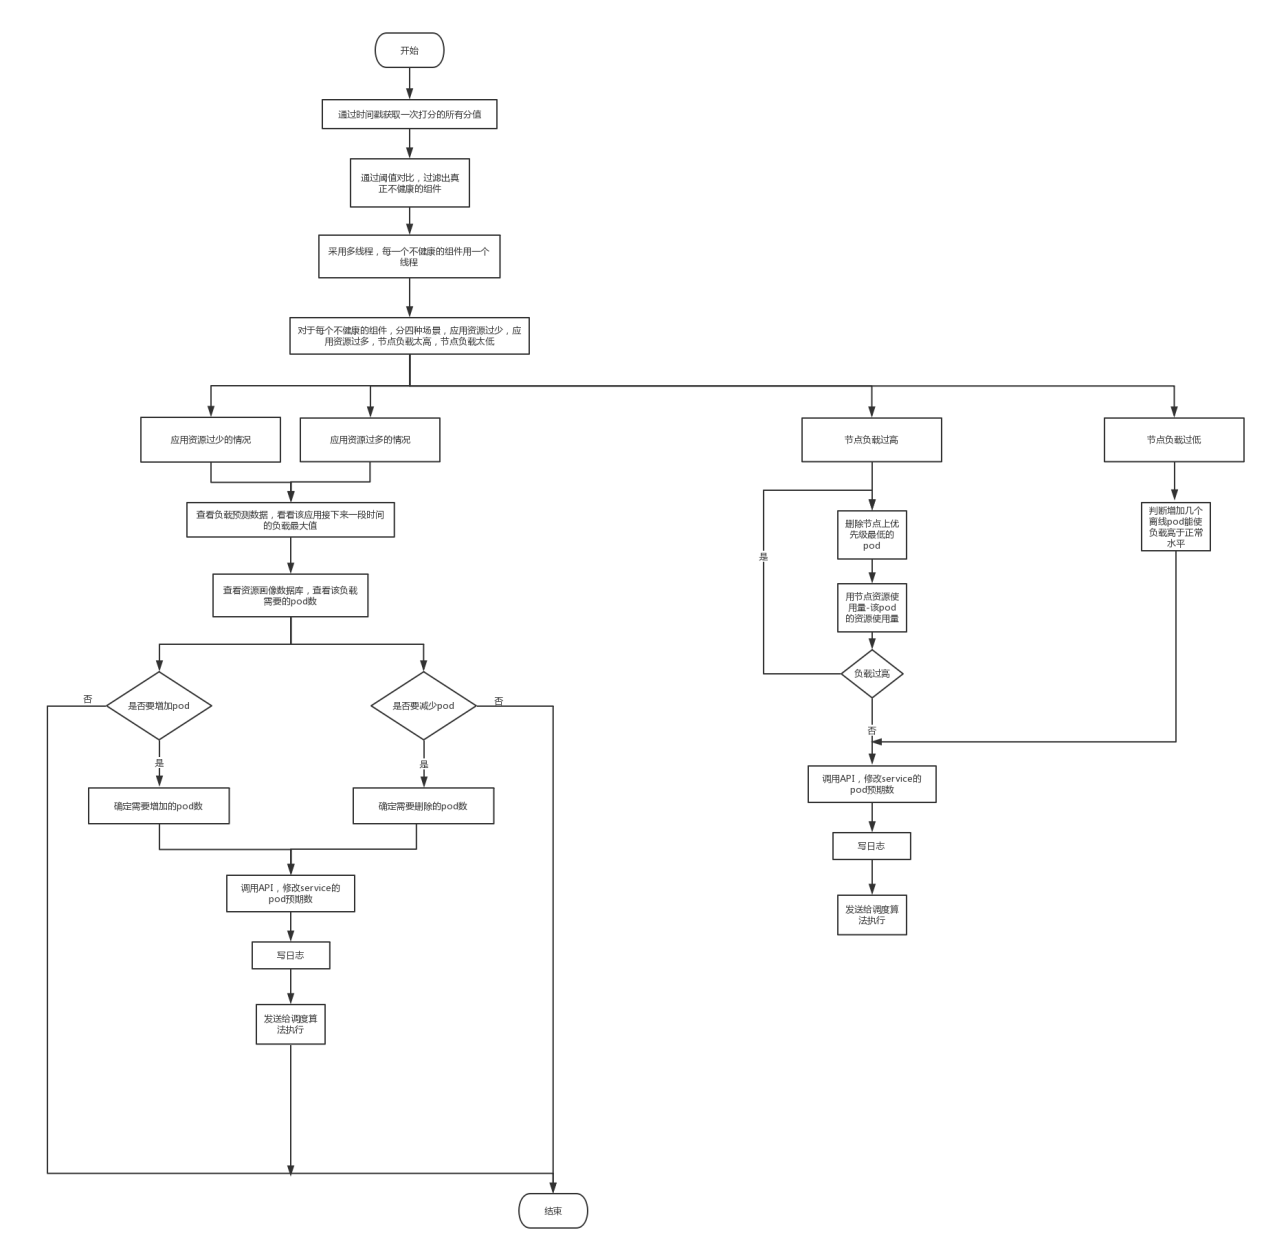 开始
通过时间戳获取一次打分的所有分值
通过阈值对比，过滤出真
正不健康的组件
采用多线程，每一个不健康的组件用一个
线程
对于每个不健康的组件，分四种场景，应用资源过少，应
用资源过多，节点负载太高，节点负载太低
应用资源过少的情况
应用资源过多的情况
节点负载过高
节点负载过低
查看负载预测数据，看看该应用接下来一段时间
的负载最大值
删除节点上优
先级最低的
pod
判断增加几个
离线pod能使
负载高于正常
水平
是
查看资源画像数据库，查看该负载
需要的pod数
用节点资源使
用量-该pod
的资源使用量
负载过高
否
是否要增加pod
是否要减少pod
否
否
是
是
确定需要增加的pod数
确定需要删除的pod数
调用API，修改service的
pod预期数
写日志
发送给调度算
法执行
调用API，修改service的
pod预期数
写日志
发送给调度算
法执行
结束